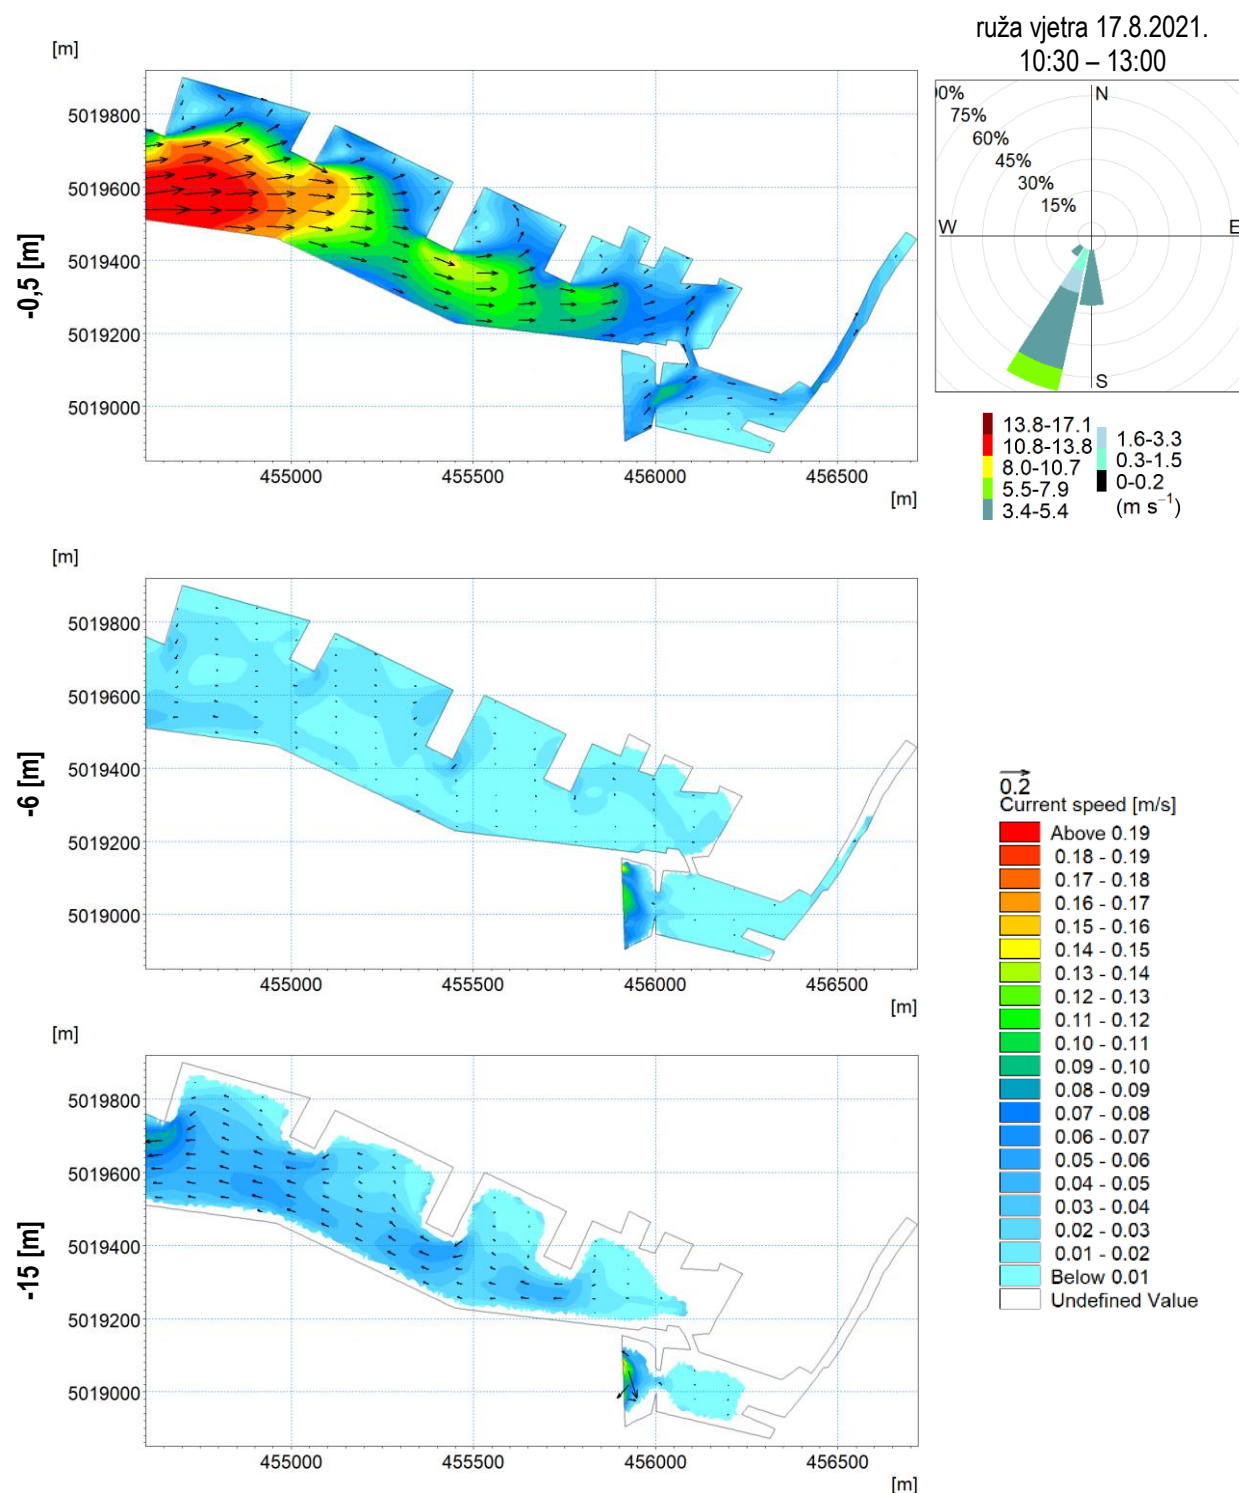 ruža vjetra 17.8.2021.
10:30 – 13:00
[m]
5019800
5019600
5019400
5019200
5019000
455000
455500
456000
456500
[m]
-0,5 [m]
N
75%
60%
45%
30%
15%
W
E
S
13.8-17.1
10.8-13.8
8.0-10.7
5.5-7.9
3.4-5.4
1.6-3.3
0.3-1.5
0-0.2
(m s⁻¹)
[m]
5019800
5019600
5019400
5019200
5019000
455000
455500
456000
456500
[m]
-6 [m]
[m]
5019800
5019600
5019400
5019200
5019000
455000
455500
456000
456500
[m]
-15 [m]
0.2
Current speed [m/s]
Above 0.19
0.18 - 0.19
0.17 - 0.18
0.16 - 0.17
0.15 - 0.16
0.14 - 0.15
0.13 - 0.14
0.12 - 0.13
0.11 - 0.12
0.10 - 0.11
0.09 - 0.10
0.08 - 0.09
0.07 - 0.08
0.06 - 0.07
0.05 - 0.06
0.04 - 0.05
0.03 - 0.04
0.02 - 0.03
0.01 - 0.02
Below 0.01
Undefined Value